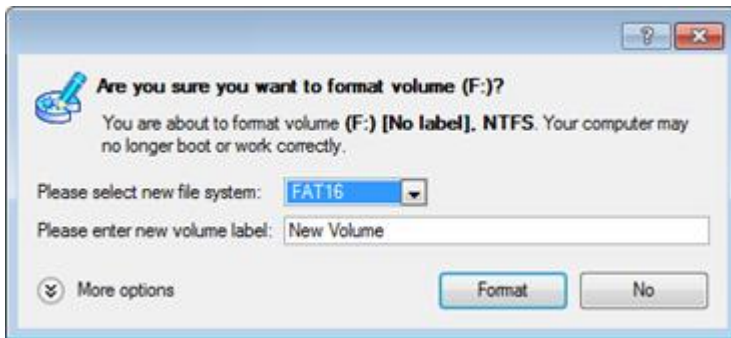 Are you sure you want to format volume (F:)?
You are about to format volume (F:) [No label], NTFS. Your computer may
no longer boot or work correctly.
Please select new file system: FAT16
Please enter new volume label: New Volume
More options Format No